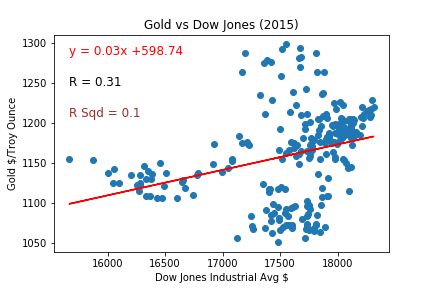 Gold vs Dow Jones (2015)
y = 0.03x +598.74
R = 0.31
R Sqd = 0.1
Gold $/Troy Ounce
1300
1250
1200
1150
1100
1050
16000 16500 17000 17500 18000
Dow Jones Industrial Avg $